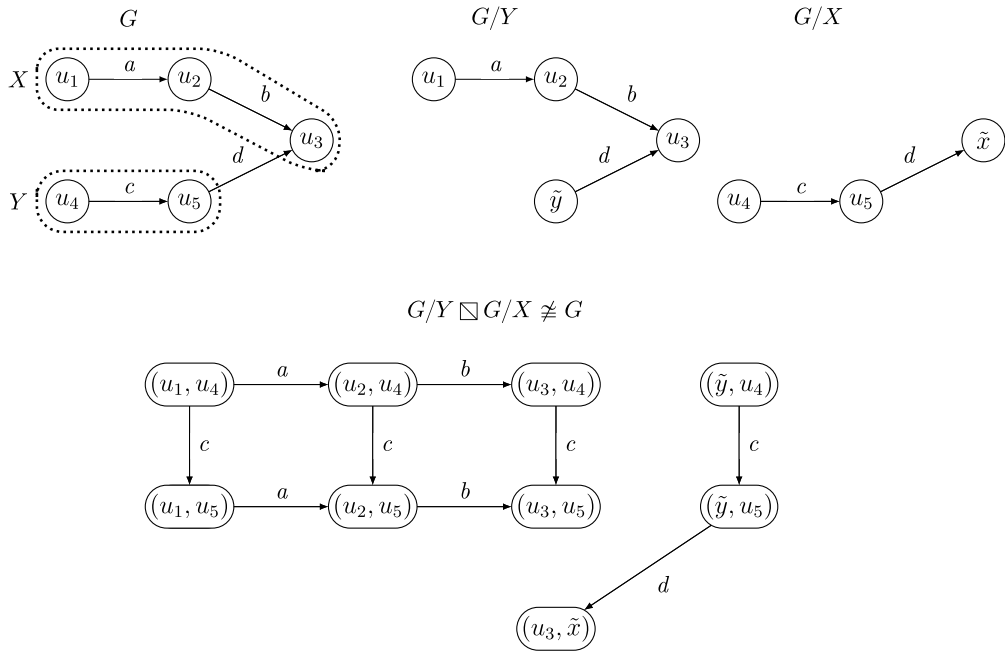 G G/Y G/X
X u₁ a u₂ b u₃ d
Y u₄ c u₅
u₁ a u₂ b u₃
ỹ d
u₄ c u₅ d x̃
G/Y ⧅ G/X ≇ G
(u₁, u₄) a (u₂, u₄) b (u₃, u₄) (ỹ, u₄)
c c c c
(u₁, u₅) a (u₂, u₅) b (u₃, u₅) (ỹ, u₅)
d
(u₃, x̃)